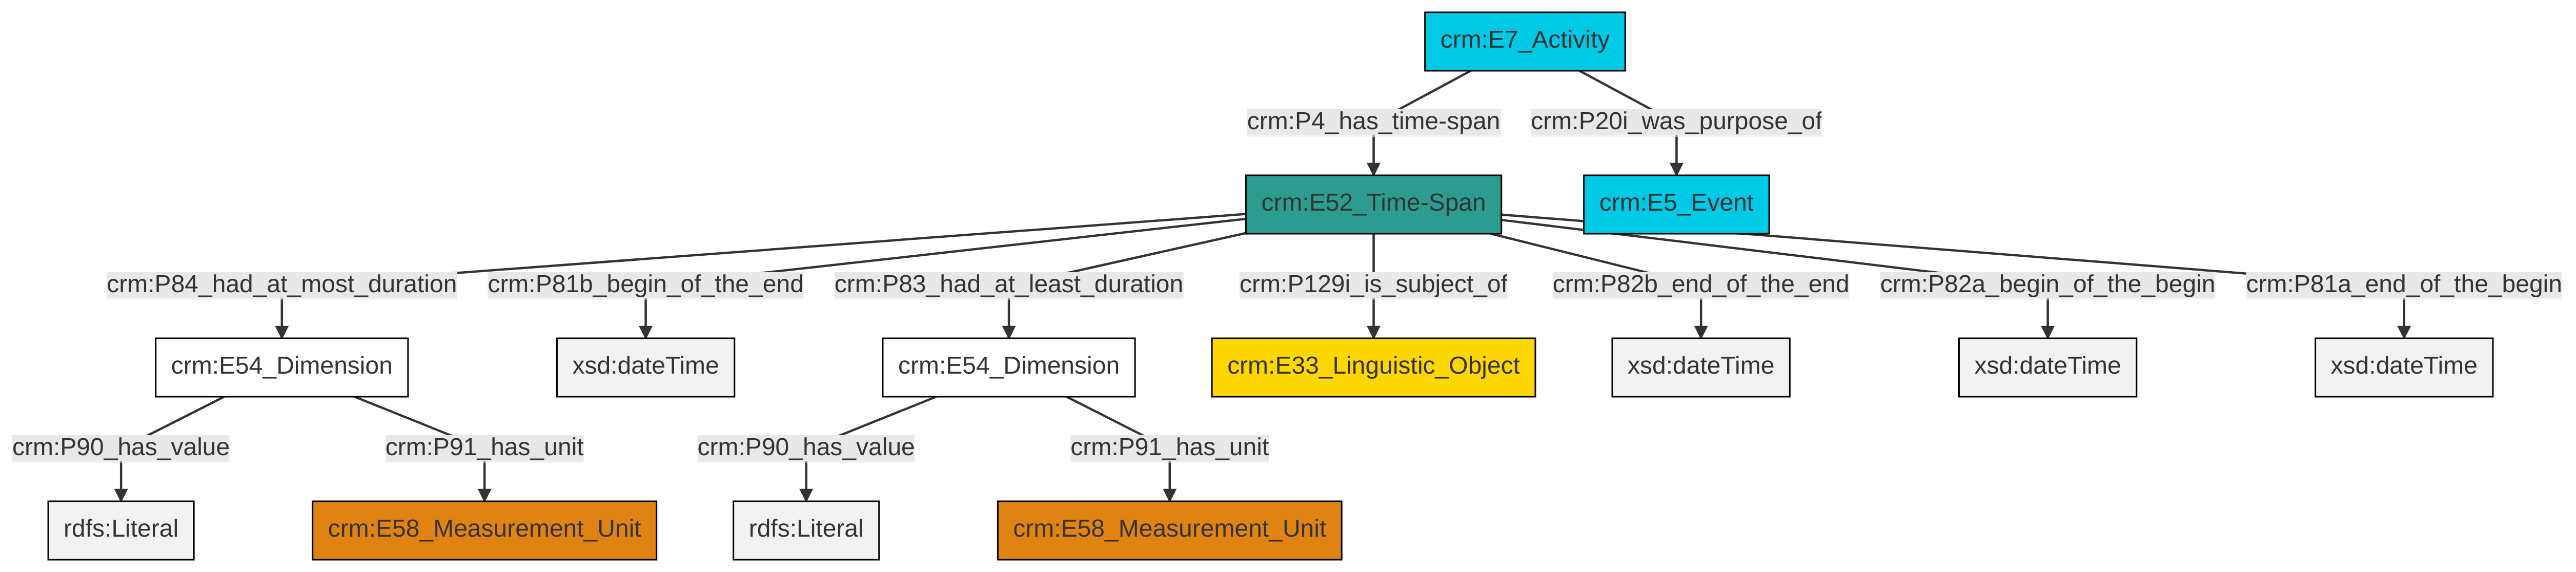 crm:E7_Activity
crm:P4_has_time-span
crm:P20i_was_purpose_of
crm:E52_Time-Span
crm:E5_Event
crm:P84_had_at_most_duration
crm:P81b_begin_of_the_end
crm:P83_had_at_least_duration
crm:P129i_is_subject_of
crm:P82b_end_of_the_end
crm:P82a_begin_of_the_begin
crm:P81a_end_of_the_begin
crm:E54_Dimension
xsd:dateTime
crm:E54_Dimension
crm:E33_Linguistic_Object
xsd:dateTime
xsd:dateTime
xsd:dateTime
crm:P90_has_value
crm:P91_has_unit
crm:P90_has_value
crm:P91_has_unit
rdfs:Literal
crm:E58_Measurement_Unit
rdfs:Literal
crm:E58_Measurement_Unit